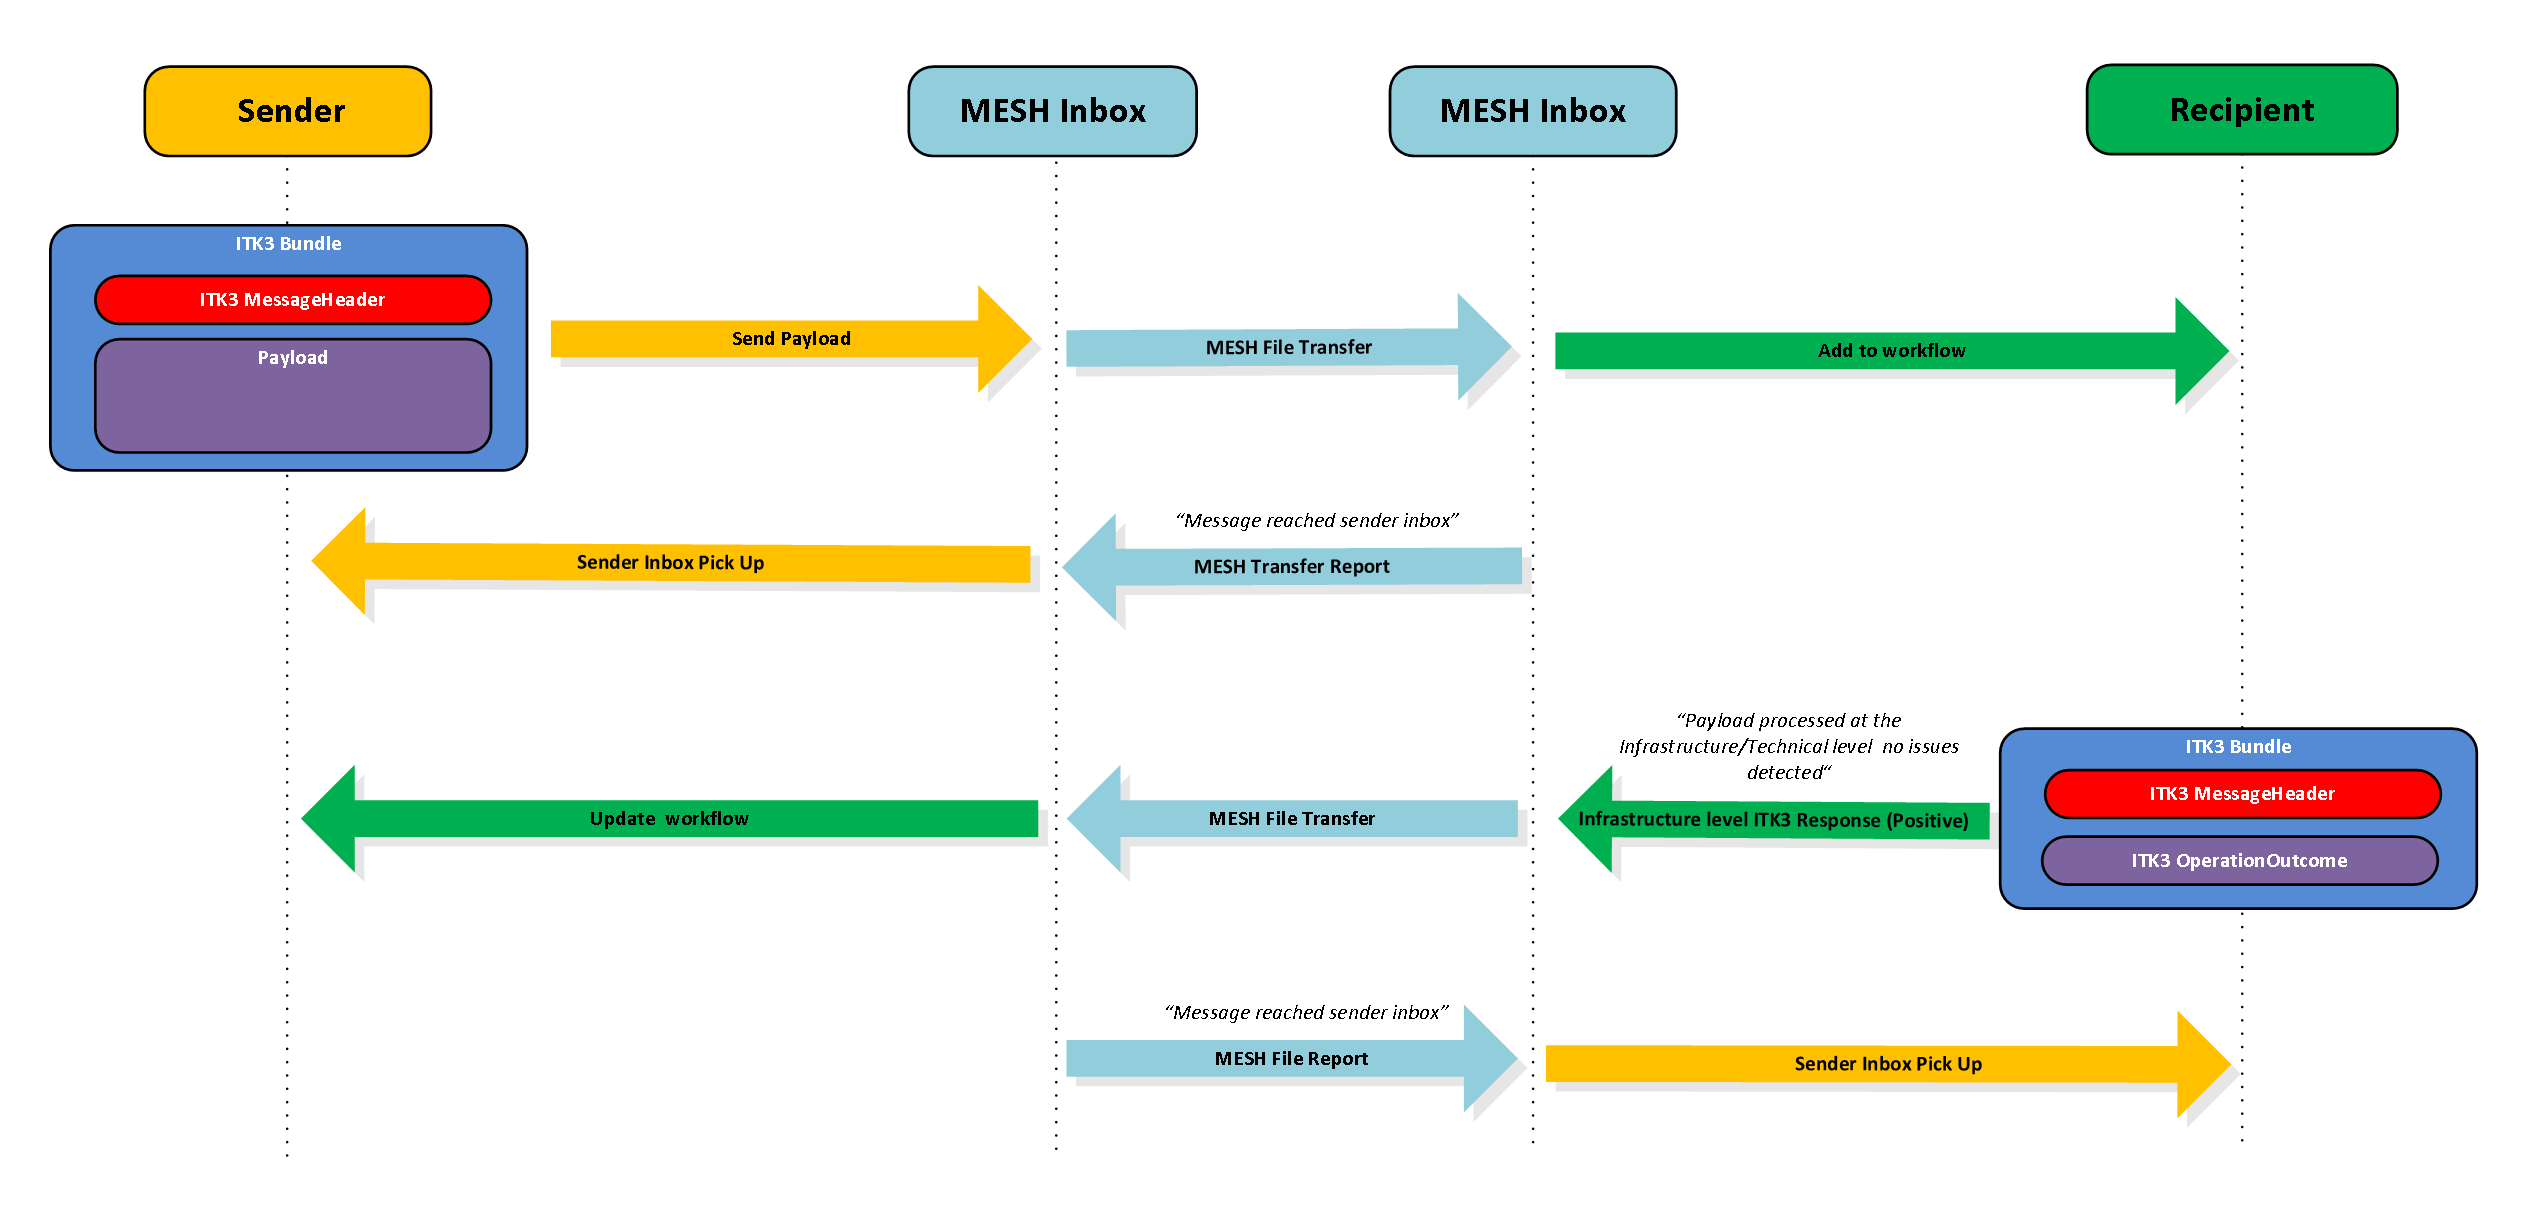 Sender
MESH Inbox
MESH Inbox
Recipient
ITK3 Bundle
ITK3 MessageHeader
Payload
Send Payload
MESH File Transfer
Add to workflow
“Message reached sender inbox”
Sender Inbox Pick Up
MESH Transfer Report
“Payload processed at the
Infrastructure/Technical level  no issues
detected“
Update  workflow
MESH File Transfer
Infrastructure level ITK3 Response (Positive)
ITK3 Bundle
ITK3 MessageHeader
ITK3 OperationOutcome
“Message reached sender inbox”
MESH File Report
Sender Inbox Pick Up